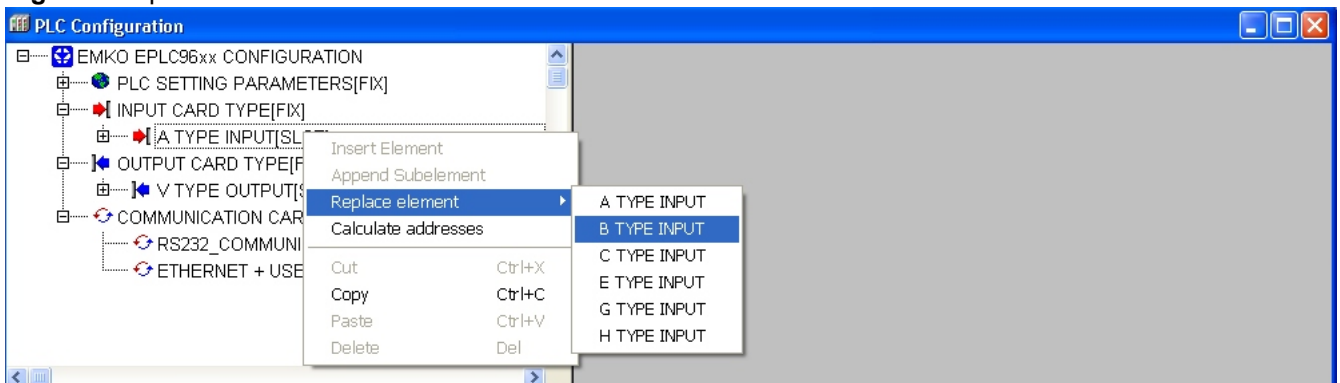 PLC Configuration
EMKO EPLC96xx CONFIGURATION
PLC SETTING PARAMETERS[FIX]
INPUT CARD TYPE[FIX]
A TYPE INPUT[SL
OUTPUT CARD TYPE[F
V TYPE OUTPUT[
COMMUNICATION CAR
RS232_COMMUNI
ETHERNET + USE
Insert Element
Append Subelement
Replace element
Calculate addresses
Cut Ctrl+X
Copy Ctrl+C
Paste Ctrl+V
Delete Del
A TYPE INPUT
B TYPE INPUT
C TYPE INPUT
E TYPE INPUT
G TYPE INPUT
H TYPE INPUT